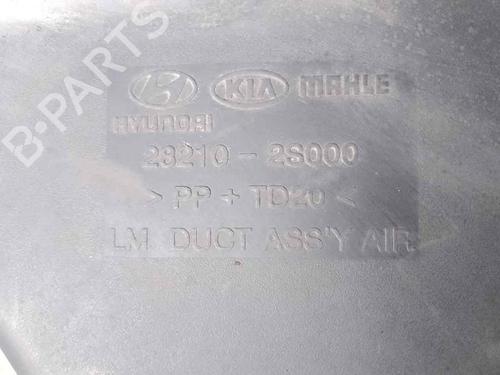 B-PARTS
KIA MAHLE
HYUNDAI
28210-2S000
> PP + TD20 <
LM DUCT ASS'Y AIR